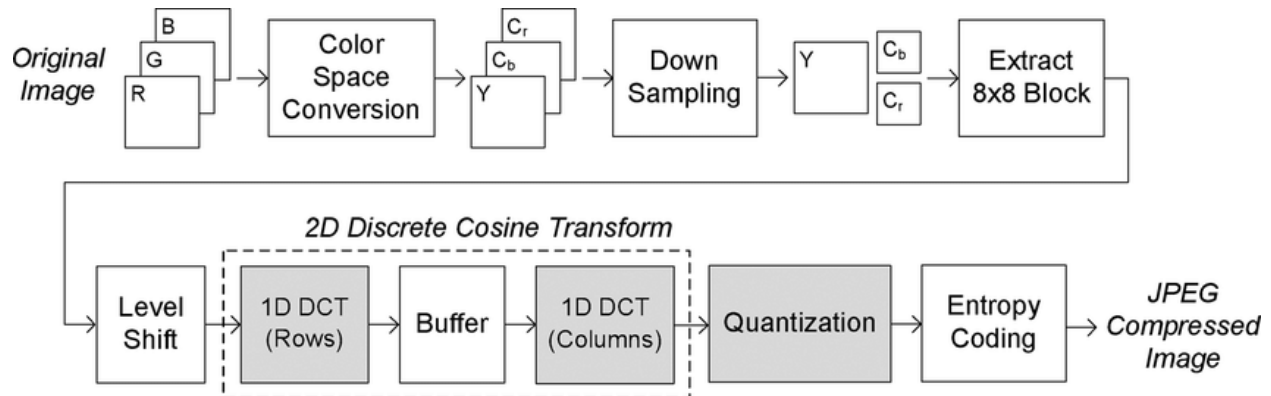 Original
Image
B
G
R
Color
Space
Conversion
Cr
Cb
Y
Down
Sampling
Y
Cb
Cr
Extract
8x8 Block
2D Discrete Cosine Transform
Level
Shift
1D DCT
(Rows)
Buffer
1D DCT
(Columns)
Quantization
Entropy
Coding
JPEG
Compressed
Image